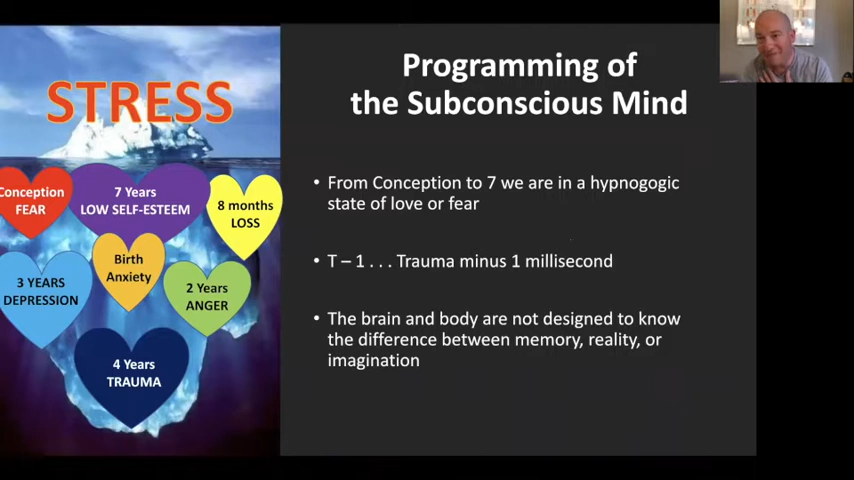 STRESS
Conception
FEAR
7 Years
LOW SELF-ESTEEM
8 months
LOSS
Birth
Anxiety
3 YEARS
DEPRESSION
2 Years
ANGER
4 Years
TRAUMA
Programming of
the Subconscious Mind
• From Conception to 7 we are in a hypnogogic
state of love or fear
• T – 1 . . . Trauma minus 1 millisecond
• The brain and body are not designed to know
the difference between memory, reality, or
imagination